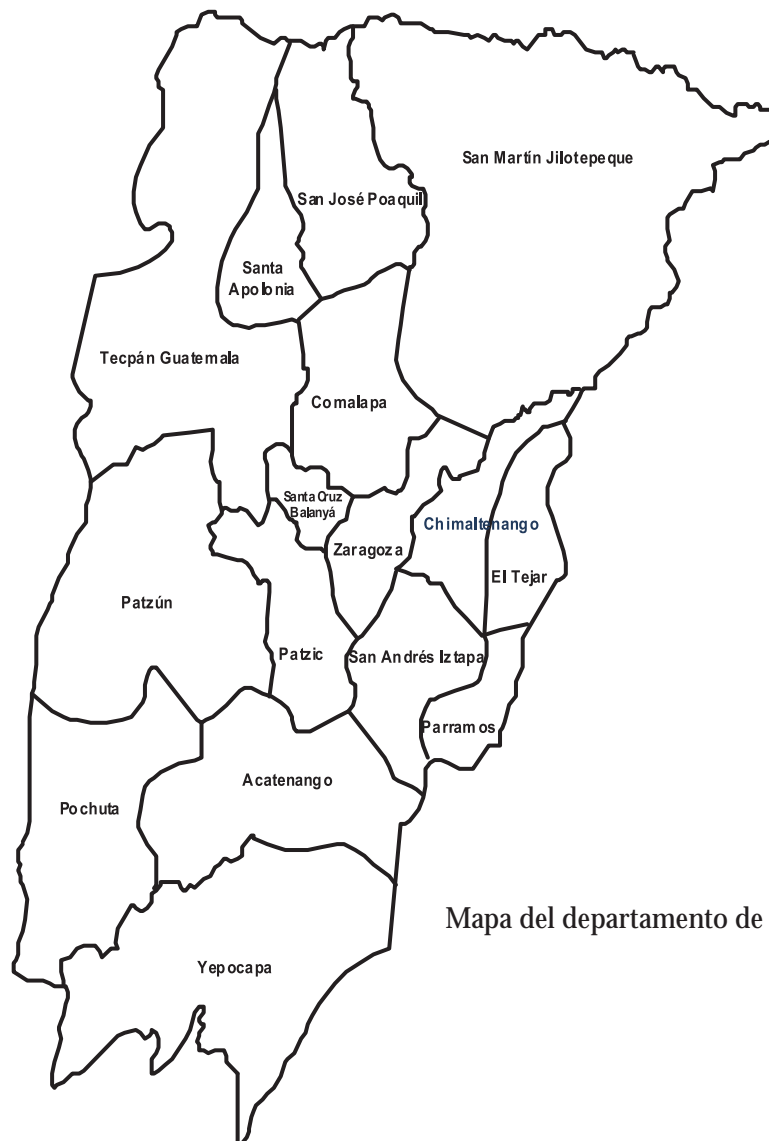 San Martín Jilotepeque
San José Poaquil
Santa
Apolonia
Tecpán Guatemala
Comalapa
Santa Cruz
Balanyá
Chimaltenango
Zaragoza
El Tejar
Patzún
Patzic
San Andrés Iztapa
Parramos
Acatenango
Pochuta
Mapa del departamento de
Yepocapa